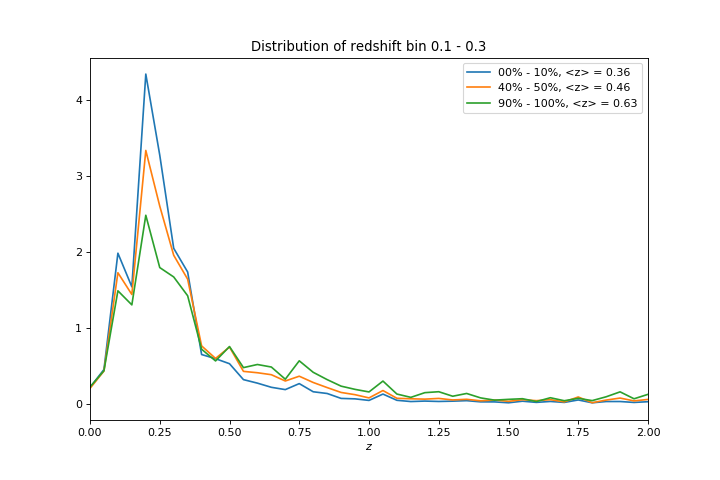 Distribution of redshift bin 0.1 - 0.3
00% - 10%, <z> = 0.36
40% - 50%, <z> = 0.46
90% - 100%, <z> = 0.63
4
3
2
1
0
0.00 0.25 0.50 0.75 1.00 1.25 1.50 1.75 2.00
z